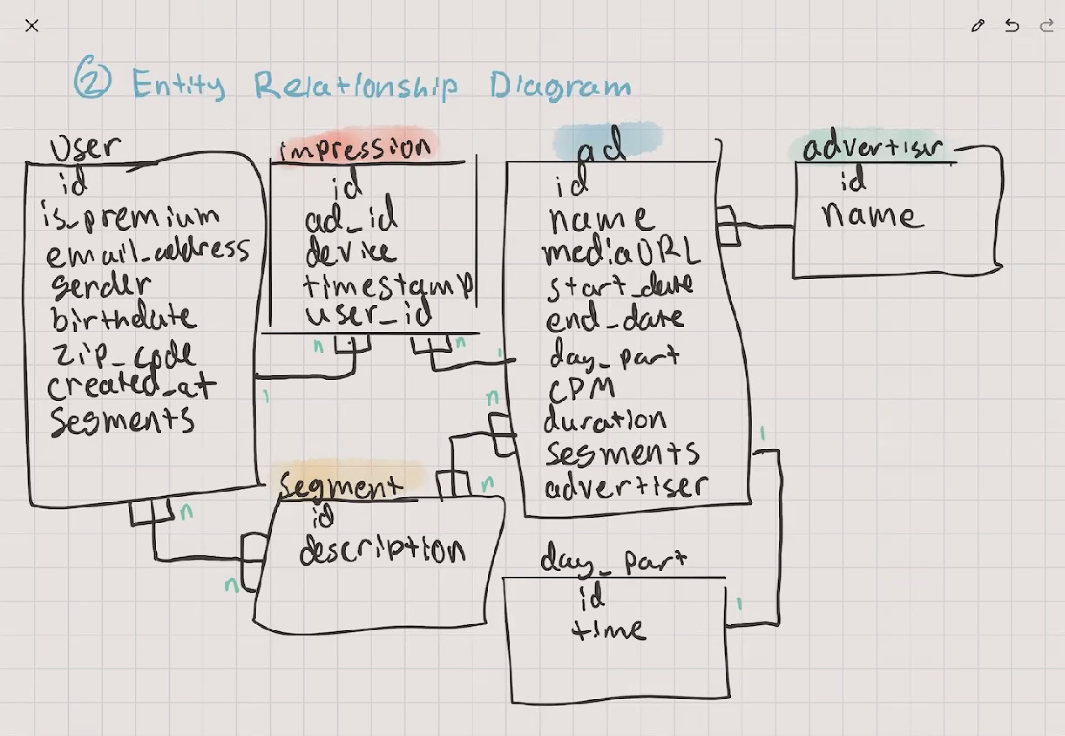 ② Entity Relationship Diagram
User
id
is_premium
email_address
gender
birthdate
zip_code
created_at
segments
impression
id
ad_id
device
timestamp
user_id
n
n
1
1
ad
id
name
mediaURL
start_date
end_date
day_part
CPM
duration
segments
advertiser
advertiser
id
name
n
n
n
n
segment
id
description
1
1
day_part
id
time